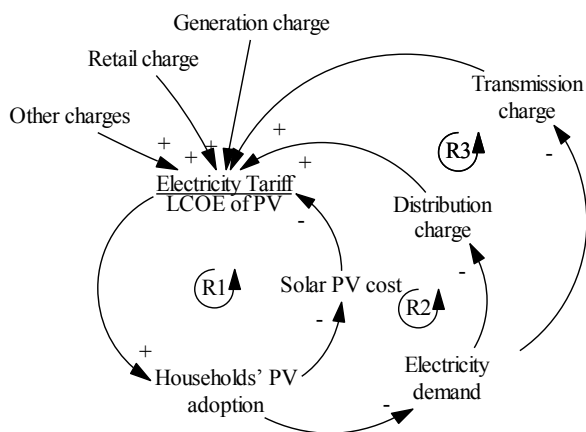 Generation charge
Retail charge
Other charges
Transmission
charge
+
+
+
+
+
-
R3
Electricity Tariff
LCOE of PV
-
Distribution
charge
R1
Solar PV cost
-
R2
-
+
Households' PV
adoption
Electricity
demand
-